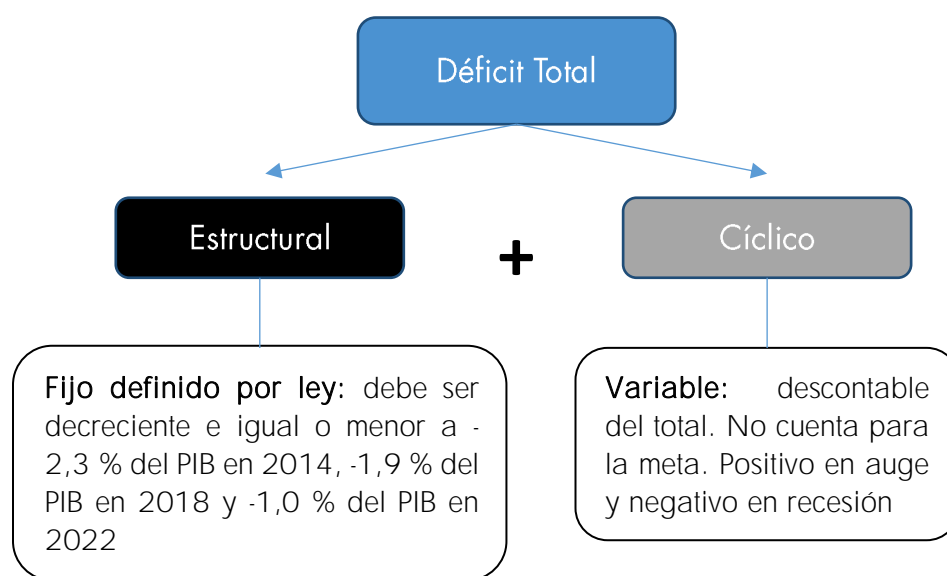 Déficit Total
Estructural
+
Cíclico
Fijo definido por ley: debe ser
decreciente e igual o menor a -
2,3 % del PIB en 2014, -1,9 % del
PIB en 2018 y -1,0 % del PIB en
2022
Variable: descontable
del total. No cuenta para
la meta. Positivo en auge
y negativo en recesión